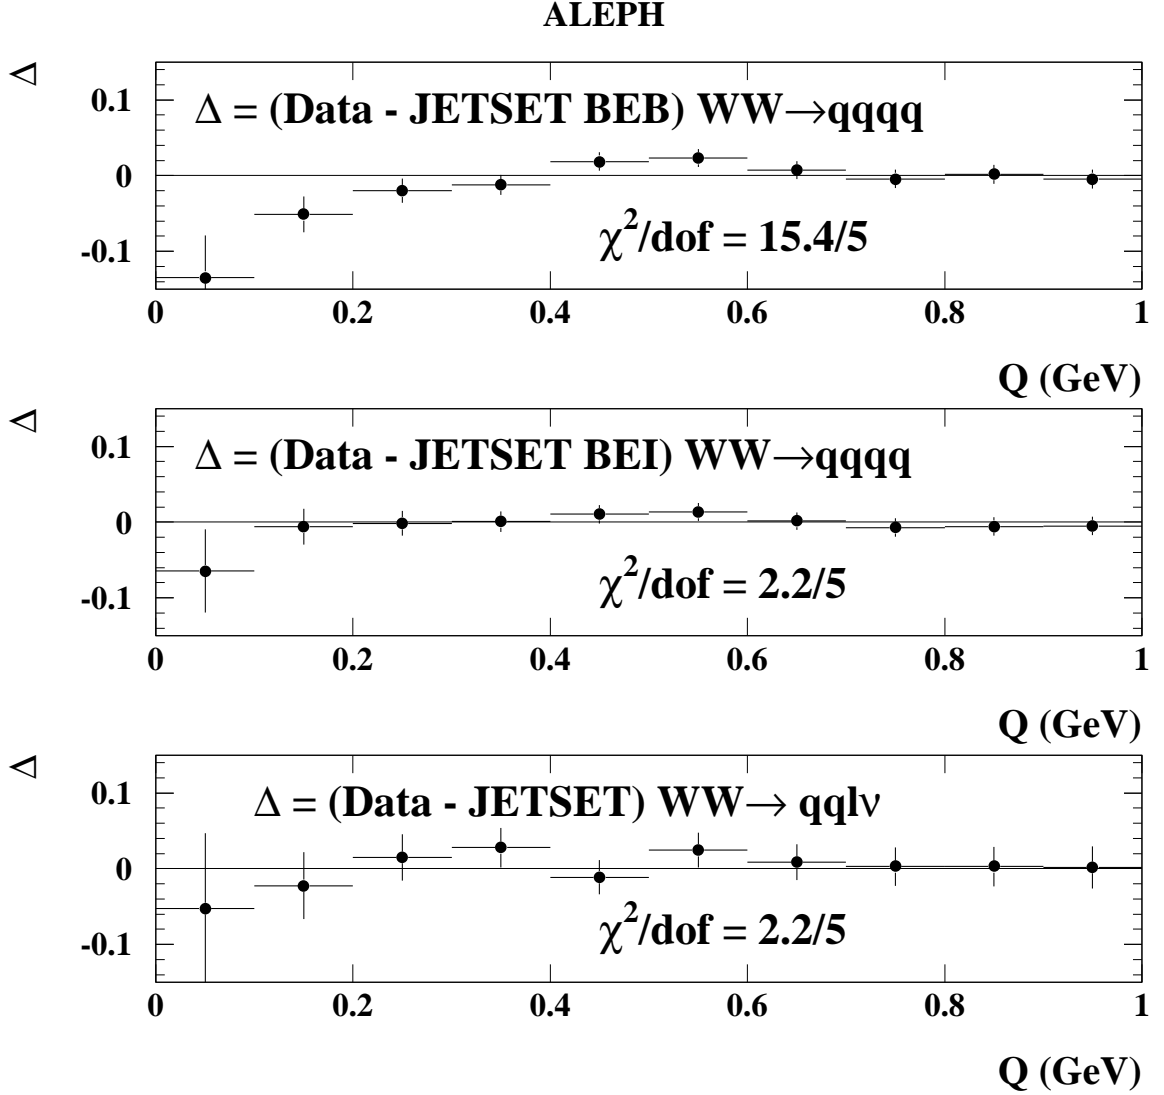 ALEPH
Δ
Δ = (Data - JETSET BEB) WW→qqqq
0.1
0
-0.1
χ²/dof = 15.4/5
0 0.2 0.4 0.6 0.8 1
Q (GeV)
Δ
Δ = (Data - JETSET BEI) WW→qqqq
0.1
0
-0.1
χ²/dof = 2.2/5
0 0.2 0.4 0.6 0.8 1
Q (GeV)
Δ
Δ = (Data - JETSET) WW→ qqlν
0.1
0
-0.1
χ²/dof = 2.2/5
0 0.2 0.4 0.6 0.8 1
Q (GeV)